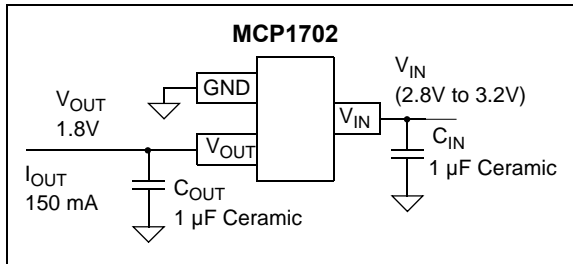 MCP1702
GND
V_IN
(2.8V to 3.2V)
V_OUT
1.8V
V_IN
V_OUT
C_IN
1 µF Ceramic
I_OUT
150 mA
C_OUT
1 µF Ceramic